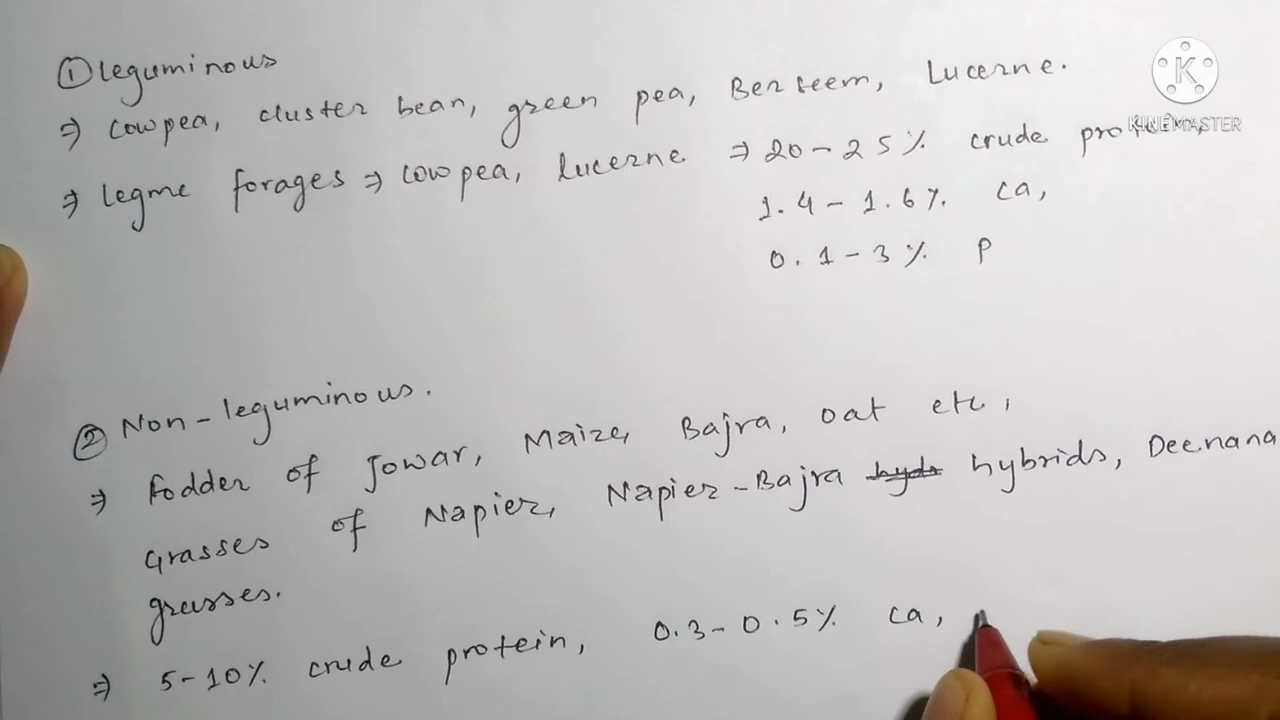 ① leguminous
⇒ cowpea, cluster bean, green pea, Berseem, Lucerne.
⇒ legme forages ⇒ cowpea, lucerne ⇒ 20-25% crude protein,
1.4-1.6% ca,
0.1-3% P
② Non-leguminous.
⇒ fodder of Jowar, Maize, Bajra, oat etc,
Grasses of Napier, Napier-Bajra hybrids, Deenana
grasses.
⇒ 5-10% crude protein, 0.3-0.5% ca,
K
KINEMASTER